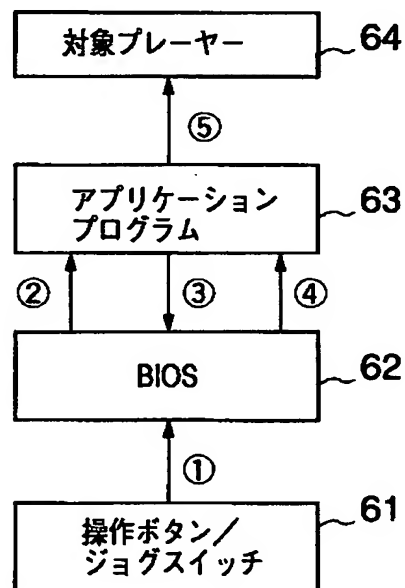 対象プレーヤー
64
⑤
アプリケーション
プログラム
63
②
③
④
BIOS
62
①
操作ボタン/
ジョグスイッチ
61